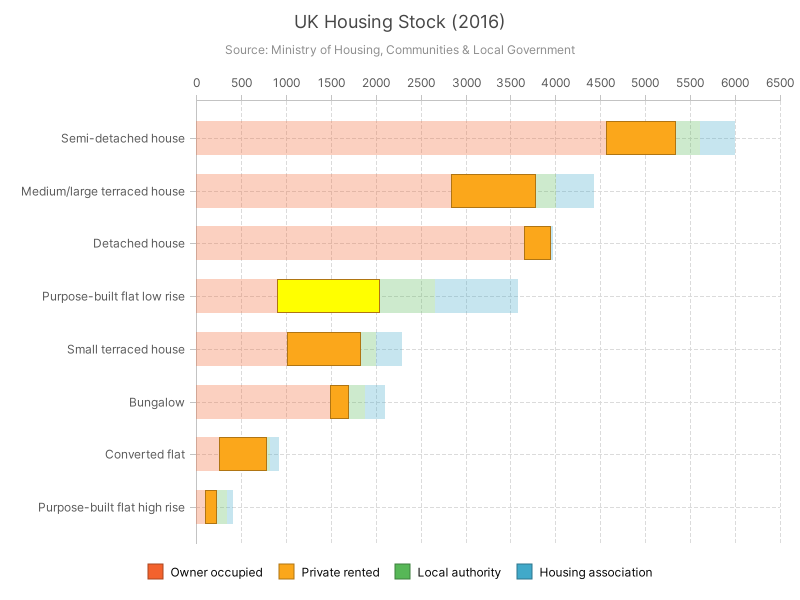 UK Housing Stock (2016)
Source: Ministry of Housing, Communities & Local Government
0 500 1000 1500 2000 2500 3000 3500 4000 4500 5000 5500 6000 6500
Semi-detached house
Medium/large terraced house
Detached house
Purpose-built flat low rise
Small terraced house
Bungalow
Converted flat
Purpose-built flat high rise
Owner occupied Private rented Local authority Housing association